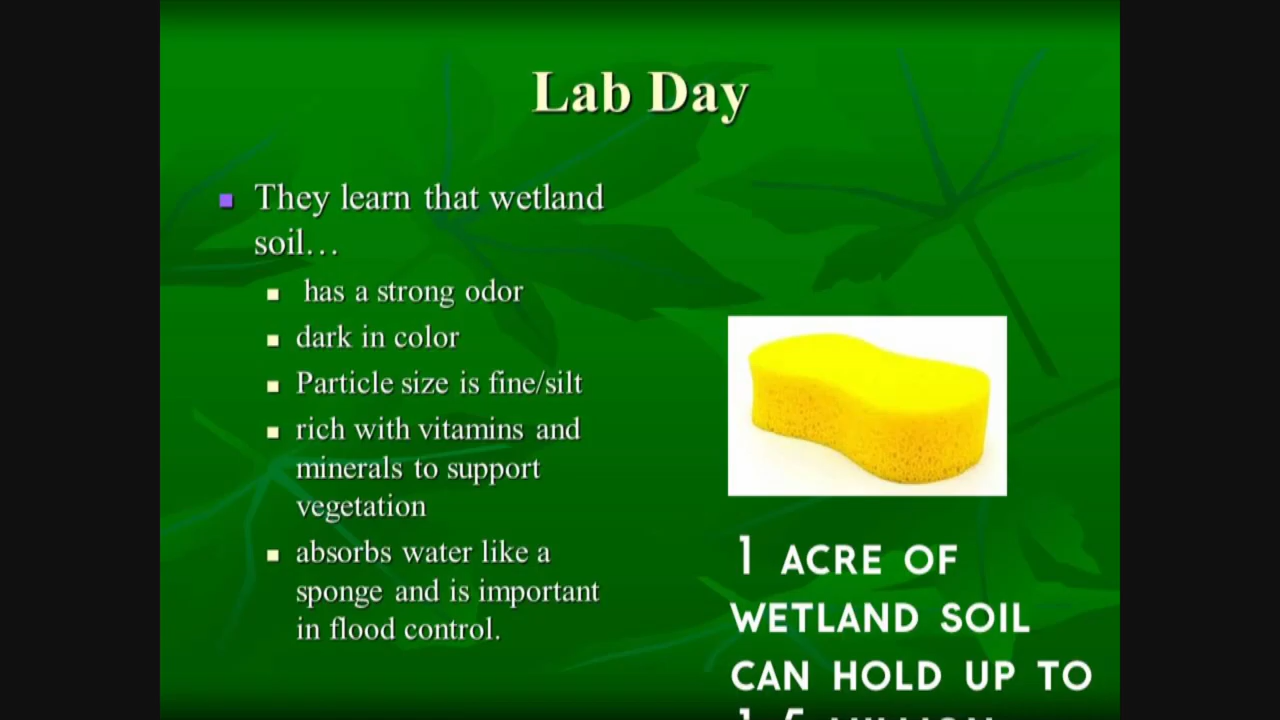 Lab Day
They learn that wetland
soil…
has a strong odor
dark in color
Particle size is fine/silt
rich with vitamins and
minerals to support
vegetation
absorbs water like a
sponge and is important
in flood control.
1 ACRE OF
WETLAND SOIL
CAN HOLD UP TO